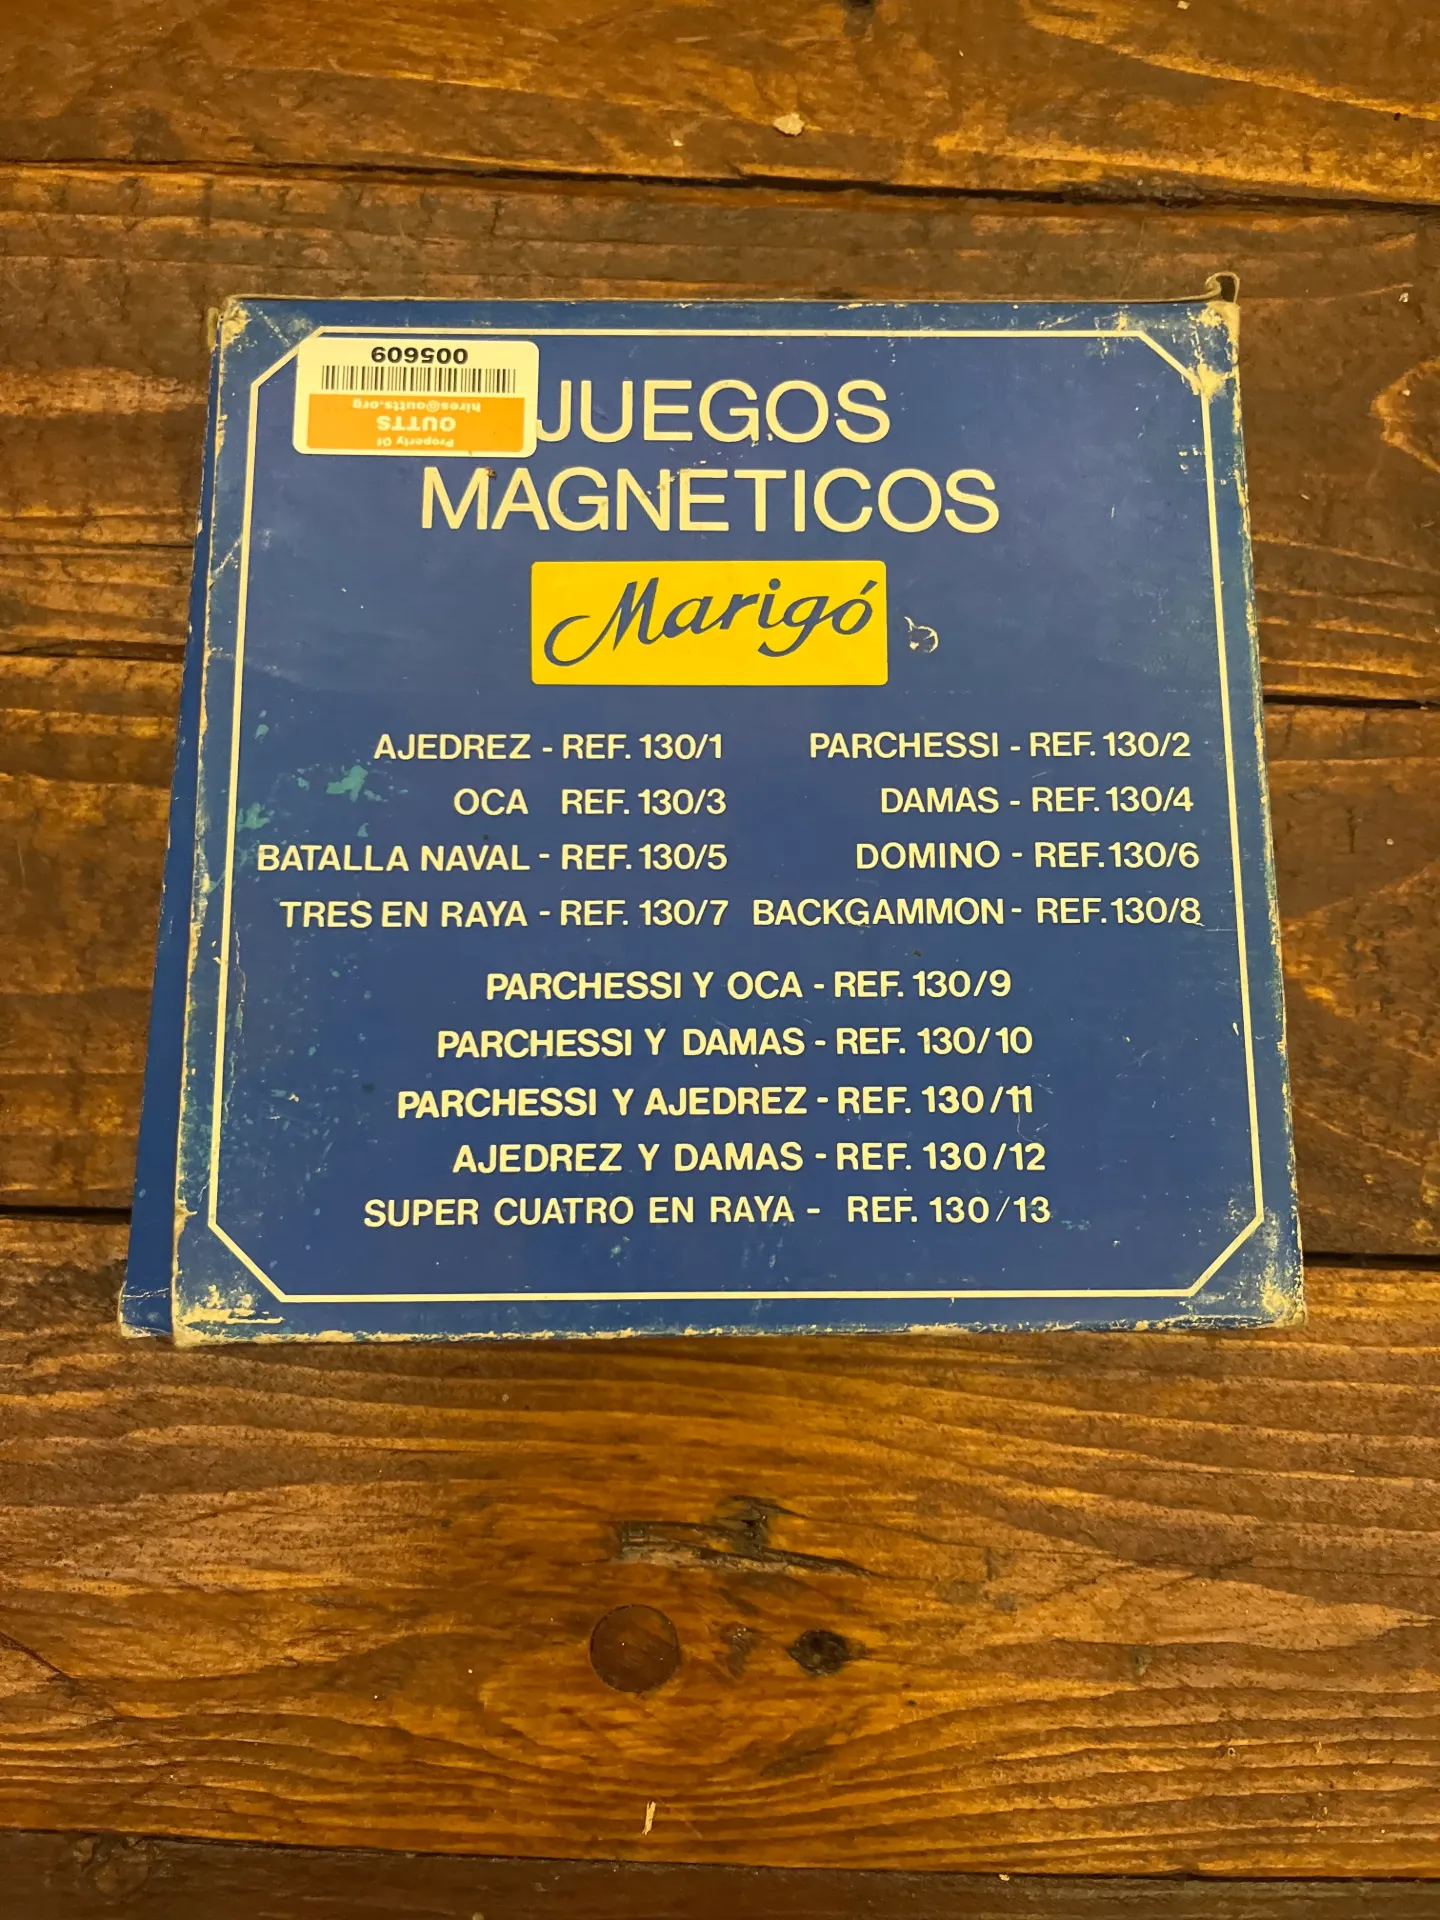 005609
hires@outts.org
OUTTS
Property Of
JUEGOS
MAGNETICOS
Marigó
AJEDREZ - REF. 130/1 PARCHESSI - REF. 130/2
OCA REF. 130/3 DAMAS - REF. 130/4
BATALLA NAVAL - REF. 130/5 DOMINO - REF. 130/6
TRES EN RAYA - REF. 130/7 BACKGAMMON - REF. 130/8
PARCHESSI Y OCA - REF. 130/9
PARCHESSI Y DAMAS - REF. 130/10
PARCHESSI Y AJEDREZ - REF. 130/11
AJEDREZ Y DAMAS - REF. 130/12
SUPER CUATRO EN RAYA - REF. 130/13